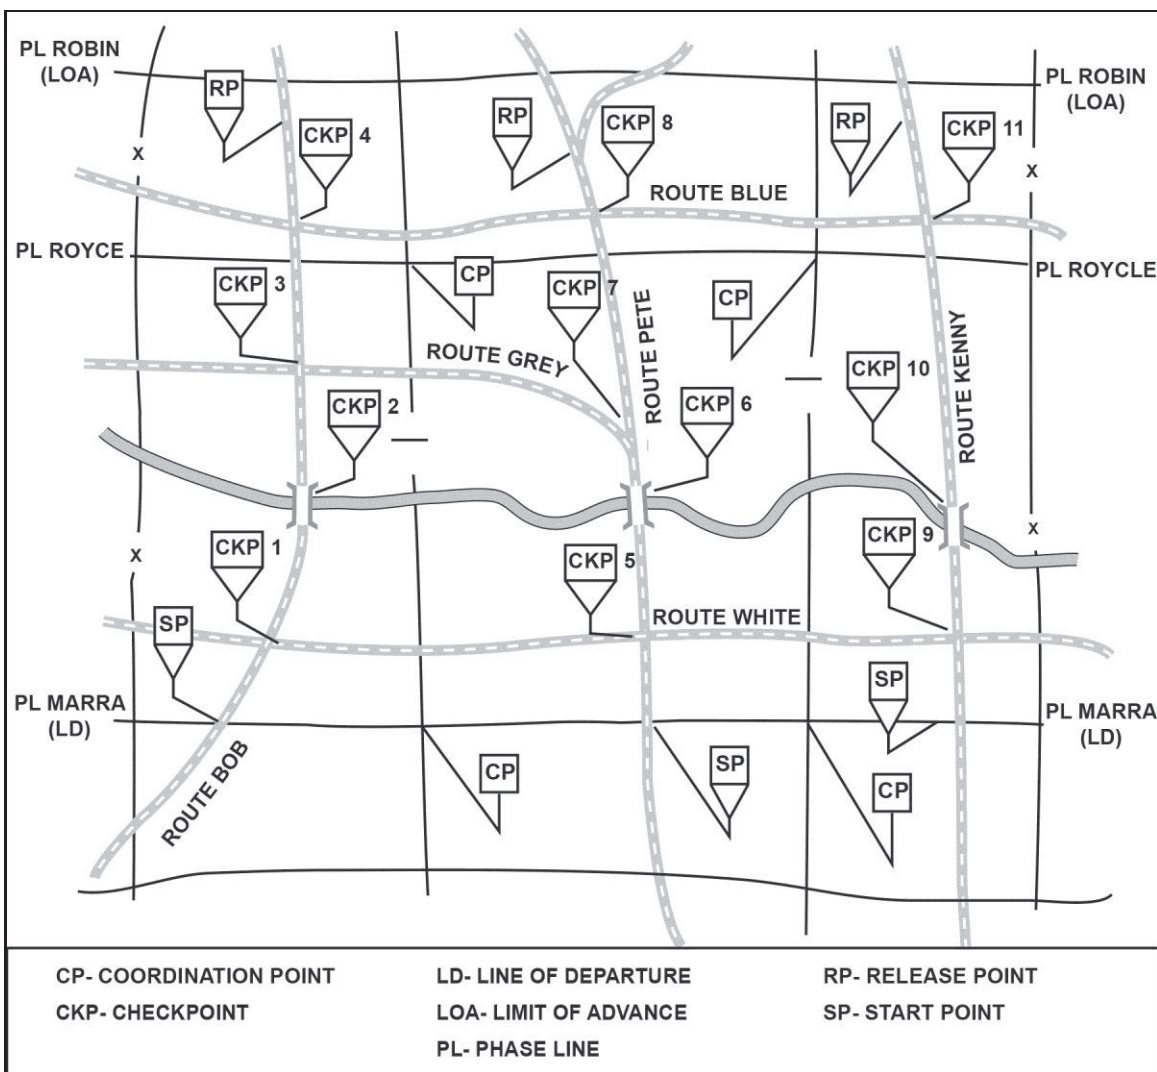 PL ROBIN
(LOA)
RP
CKP 4
RP
CKP 8
RP
CKP 11
PL ROBIN
(LOA)
X
X
ROUTE BLUE
PL ROYCE
CKP 3
CP
CKP 7
CP
PL ROYCLE
ROUTE GREY
ROUTE PETE
CKP 10
ROUTE KENNY
CKP 2
CKP 6
X
X
CKP 1
CKP 5
CKP 9
SP
ROUTE WHITE
PL MARRA
(LD)
SP
PL MARRA
(LD)
ROUTE BOB
CP
SP
CP
CP- COORDINATION POINT
LD- LINE OF DEPARTURE
RP- RELEASE POINT
CKP- CHECKPOINT
LOA- LIMIT OF ADVANCE
SP- START POINT
PL- PHASE LINE